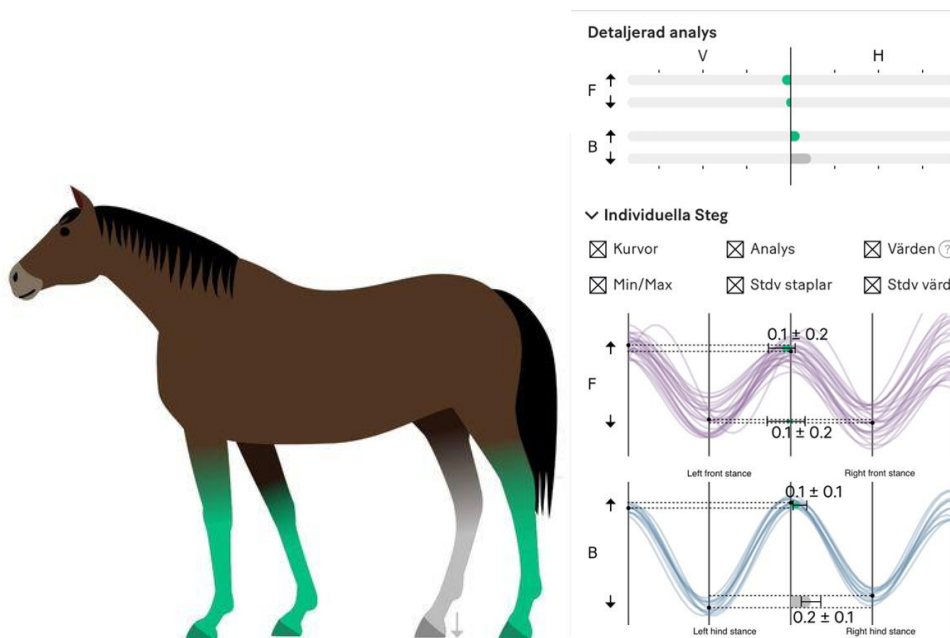 Detaljerad analys
V H
F
B
Individuella Steg
Kurvor Analys Värden ?
Min/Max Stdv staplar Stdv värd
0.1 ± 0.2
F
0.1 ± 0.2
Left front stance Right front stance
0.1 ± 0.1
B
0.2 ± 0.1
Left hind stance Right hind stance